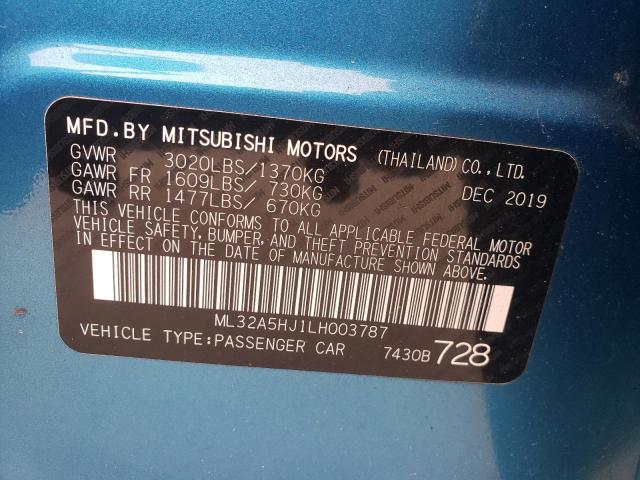 MFD.BY MITSUBISHI MOTORS (THAILAND) CO., LTD.
GVWR 3020LBS/1370KG
GAWR FR 1609LBS/ 730KG DEC 2019
GAWR RR 1477LBS/ 670KG
THIS VEHICLE CONFORMS TO ALL APPLICABLE FEDERAL MOTOR
VEHICLE SAFETY, BUMPER, AND THEFT PREVENTION STANDARDS
IN EFFECT ON THE DATE OF MANUFACTURE SHOWN ABOVE.
ML32A5HJ1LH003787
VEHICLE TYPE:PASSENGER CAR 7430B 728